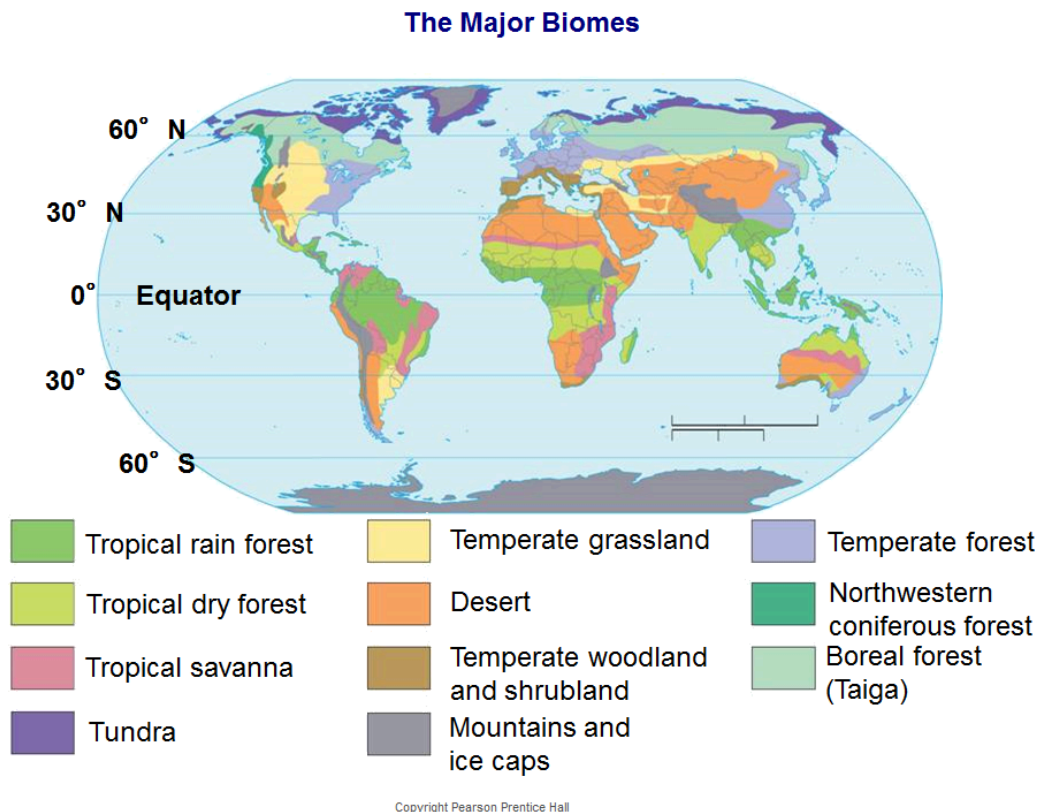 The Major Biomes
60° N
30° N
0° Equator
30° S
60° S
Tropical rain forest
Temperate grassland
Temperate forest
Tropical dry forest
Desert
Northwestern
coniferous forest
Tropical savanna
Temperate woodland
and shrubland
Boreal forest
(Taiga)
Tundra
Mountains and
ice caps
Copyright Pearson Prentice Hall